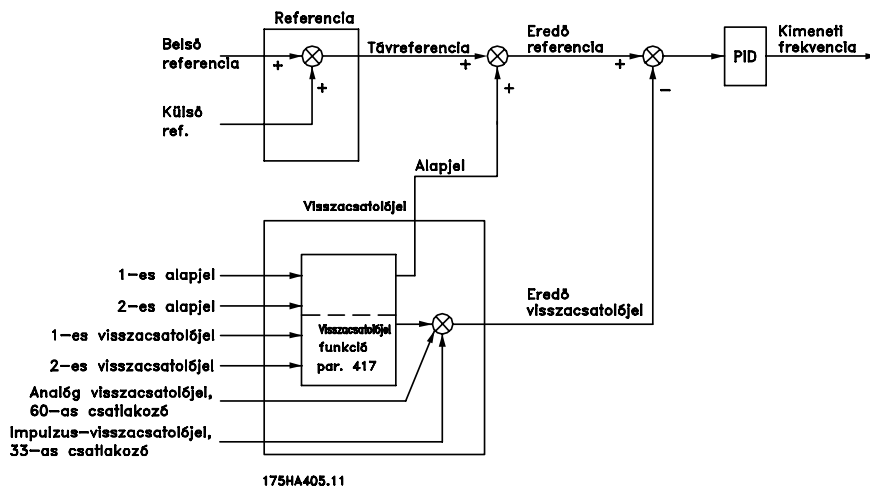 Referencia
Belső
referencia
+
+
Külső
ref.
Távreferencia
+
+
Eredő
referencia
+
−
PID
Kimeneti
frekvencia
Alapjel
Visszacsatolójel
1−es alapjel
2−es alapjel
1−es visszacsatolójel
2−es visszacsatolójel
Visszacsatolójel
funkció
par. 417
Eredő
visszacsatolójel
Analóg visszacsatolójel,
60−as csatlakozó
Impulzus−visszacsatolójel,
33−as csatlakozó
175HA405.11